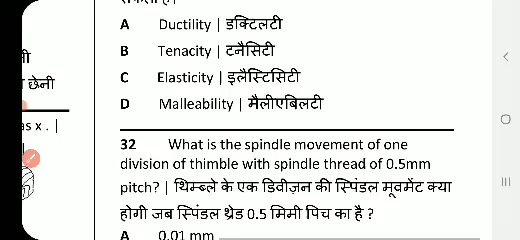 A Ductility | डक्टिलटी
B Tenacity | टनैसिटी
C Elasticity | इलैस्टिसिटी
D Malleability | मैलीएबिलटी
छेनी
as x . |
32 What is the spindle movement of one
division of thimble with spindle thread of 0.5mm
pitch? | थिम्ब्ले के एक डिवीज़न की स्पिंडल मूवमेंट क्या
होगी जब स्पिंडल थ्रेड 0.5 मिमी पिच का है ?
A 0.01 mm